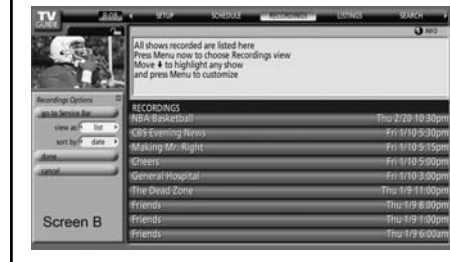 TV GUIDE
SETUP SCHEDULE RECORDINGS LISTINGS SEARCH
INFO
All shows recorded are listed here
Press Menu now to choose Recordings view
Move ↓ to highlight any show
and press Menu to customize
Recordings Options
go to Service Bar
view as: list
sort by: date
done
cancel
Screen B
RECORDINGS
NBA Basketball Thu 2/20 10:30pm
CBS Evening News Fri 1/10 5:30pm
Making Mr. Right Fri 1/10 5:15pm
Cheers Fri 1/10 5:00pm
General Hospital Fri 1/10 3:00pm
The Dead Zone Thu 1/9 11:00pm
Friends Thu 1/9 8:00pm
Friends Thu 1/9 1:00pm
Friends Thu 1/9 6:00am